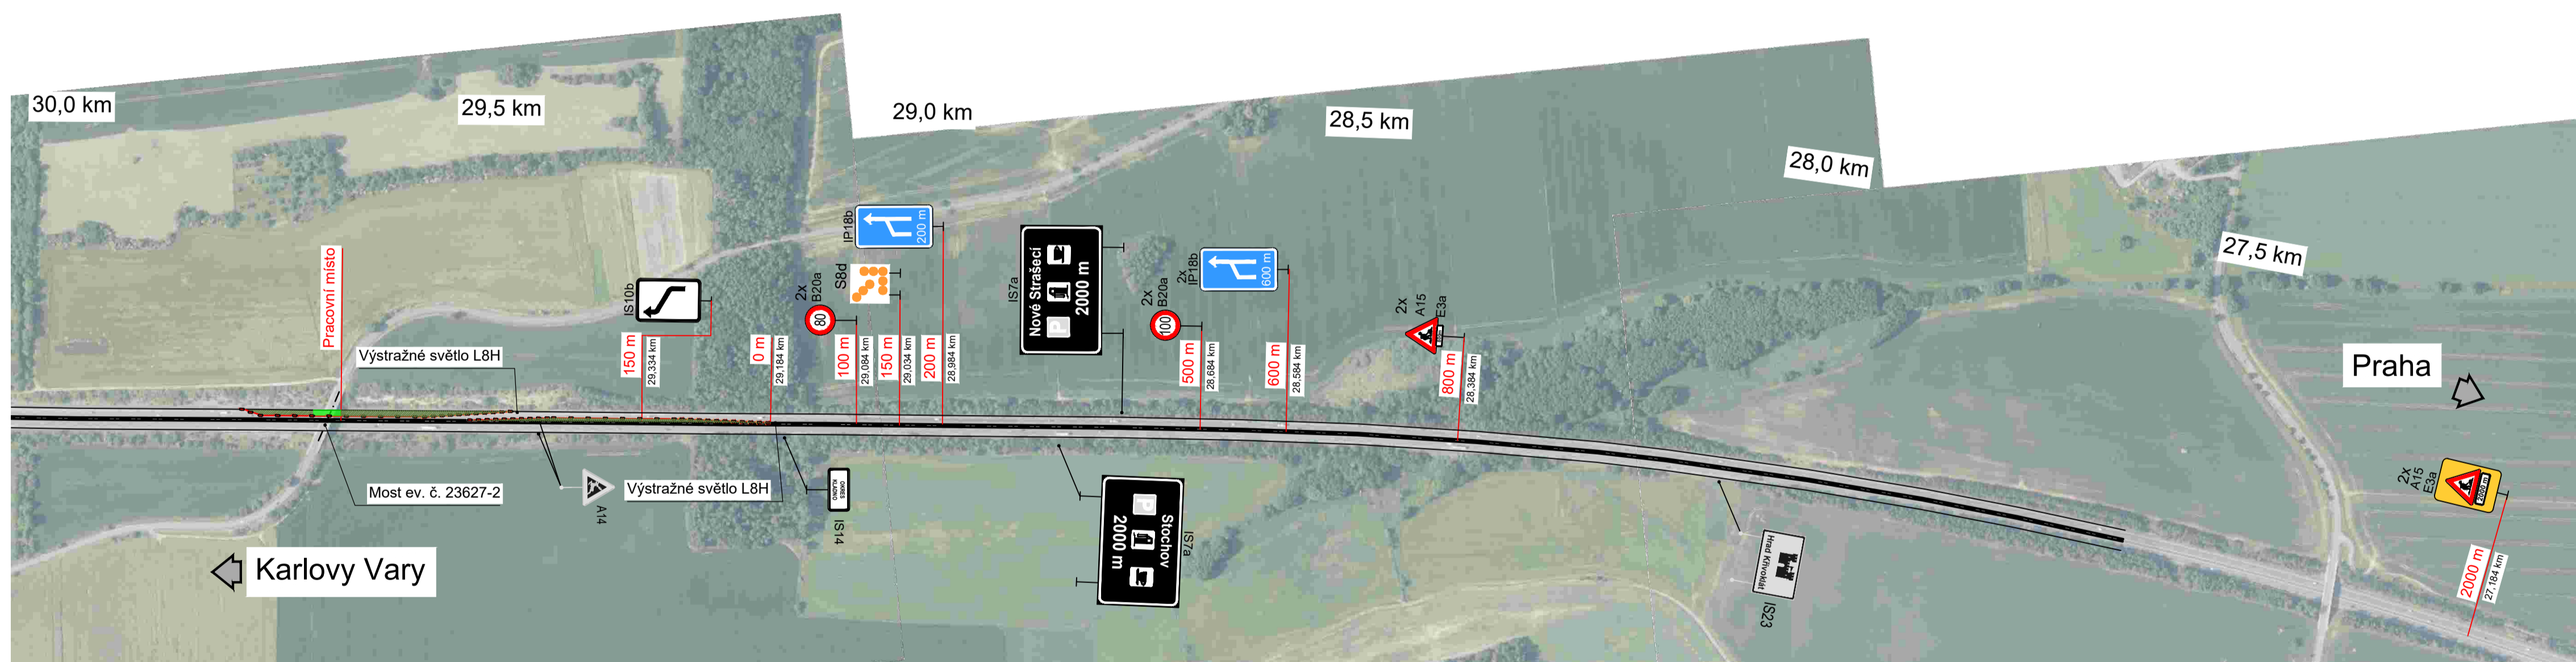 30,0 km
29,5 km
29,0 km
28,5 km
28,0 km
27,5 km
Pracovní místo
Výstražné světlo L8H
150 m
29,334 km
IS10b
0 m
29,184 km
2x
B20a
80
100 m
29,084 km
S8d
150 m
29,034 km
IP18b
200 m
200 m
28,984 km
IS7a
Nové Strašecí
P
2000 m
2x
B20a
100
500 m
28,684 km
2x
IP18b
600 m
600 m
28,584 km
2x
A15
E3a
800 m
28,384 km
Praha
2x
A15
E3a
2000 m
2000 m
27,184 km
Most ev. č. 23627-2
A14
Výstražné světlo L8H
OKRES
KLADNO
IS14
IS7a
Stochov
P
2000 m
Hrad Křivoklát
IS23
Karlovy Vary